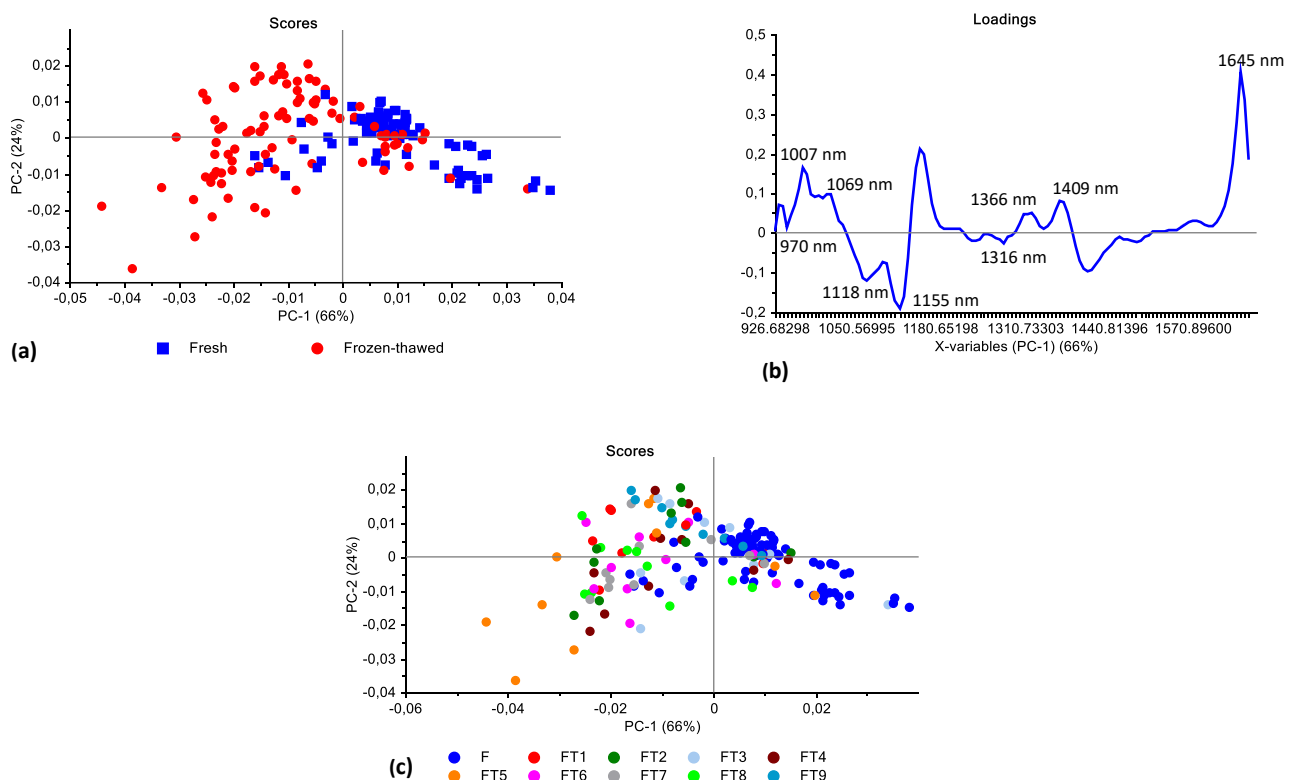 Scores
(a)
0,03
0,02
0,01
0
-0,01
-0,02
-0,03
-0,04
PC-2 (24%)
-0,05 -0,04 -0,03 -0,02 -0,01 0 0,01 0,02 0,03 0,04
PC-1 (66%)
Fresh Frozen-thawed
Loadings
0,5
0,4
0,3
0,2
0,1
0
-0,1
-0,2
1645 nm
1007 nm
1069 nm
1366 nm
1409 nm
970 nm
1316 nm
1118 nm
1155 nm
926.68298 1050.56995 1180.65198 1310.73303 1440.81396 1570.89600
X-variables (PC-1) (66%)
(b)
Scores
0,02
0,01
0
-0,01
-0,02
-0,03
-0,04
PC-2 (24%)
-0,06 -0,04 -0,02 0 0,02
PC-1 (66%)
(c)
F FT1 FT2 FT3 FT4
FT5 FT6 FT7 FT8 FT9